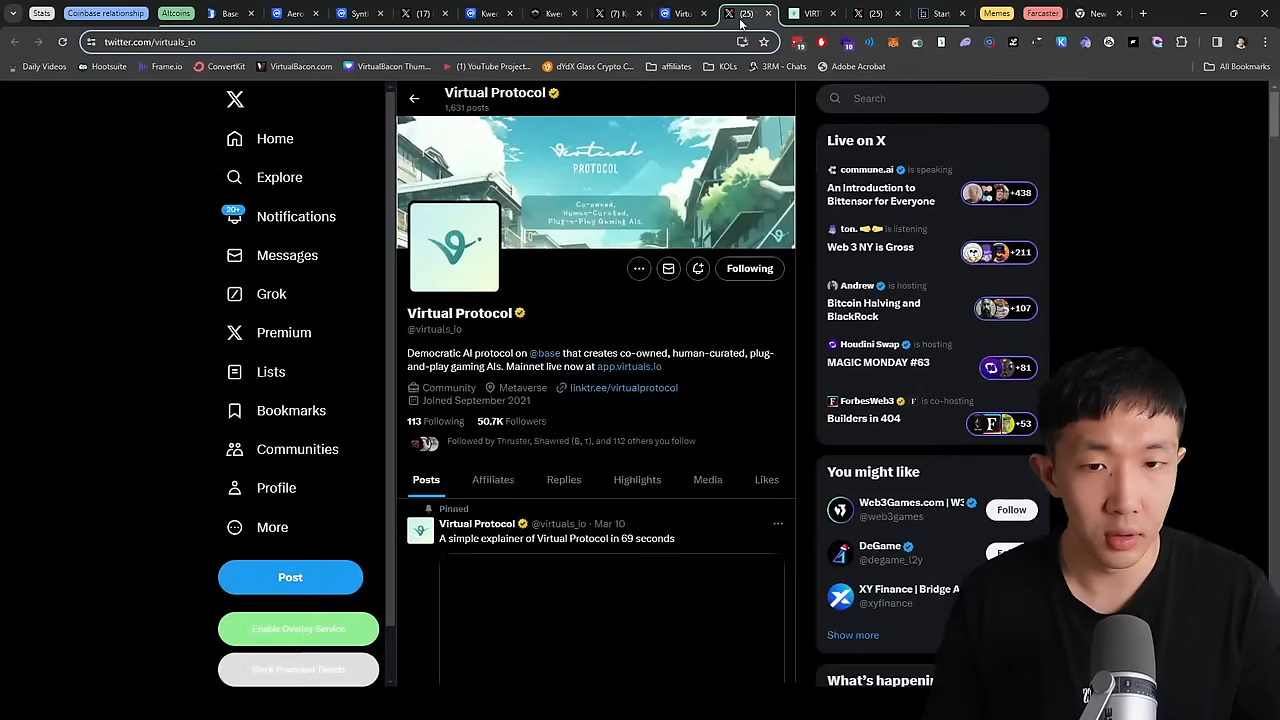 Stats
Coinbase relationship
Altcoins
Base
Aero
Synt
(17)
Kwe
Kwe
(7) K
Virtu
(25)
VIRT
(25)
Start
Memes
Farcaster
New
twitter.com/virtuals_io
19
10
Daily Videos
Hootsuite
Frame.io
ConvertKit
VirtualBacon.com
VirtualBacon Thum...
(1) YouTube Project...
dYdX Glass Crypto C...
affiliates
KOLs
3RM - Chats
Adobe Acrobat
All Bookmarks
Home
Explore
20+
Notifications
Messages
Grok
Premium
Lists
Bookmarks
Communities
Profile
More
Post
Enable Overlay Service
Block Promoted Tweets
Virtual Protocol
1,631 posts
Virtual
PROTOCOL
Co-owned,
Human-Curated,
Plug-n-Play Gaming AIs.
Following
Virtual Protocol
@virtuals_io
Democratic AI protocol on @base that creates co-owned, human-curated, plug-
and-play gaming AIs. Mainnet live now at app.virtuals.io
Community Metaverse linktr.ee/virtualprotocol
Joined September 2021
113 Following 50.7K Followers
Followed by Thruster, Shawred (β, τ), and 112 others you follow
Posts
Affiliates
Replies
Highlights
Media
Likes
Pinned
Virtual Protocol @virtuals_io · Mar 10
A simple explainer of Virtual Protocol in 69 seconds
Search
Live on X
commune.ai is speaking
An Introduction to
Bittensor for Everyone
+438
ton. is listening
Web 3 NY is Gross
+211
Andrew is hosting
Bitcoin Halving and
BlackRock
+107
Houdini Swap is hosting
MAGIC MONDAY #63
+81
ForbesWeb3 F is co-hosting
Builders in 404
+53
You might like
Web3Games.com | W3
@web3games
Follow
DeGame
@degame_l2y
XY Finance | Bridge A
@xyfinance
Show more
What's happenin